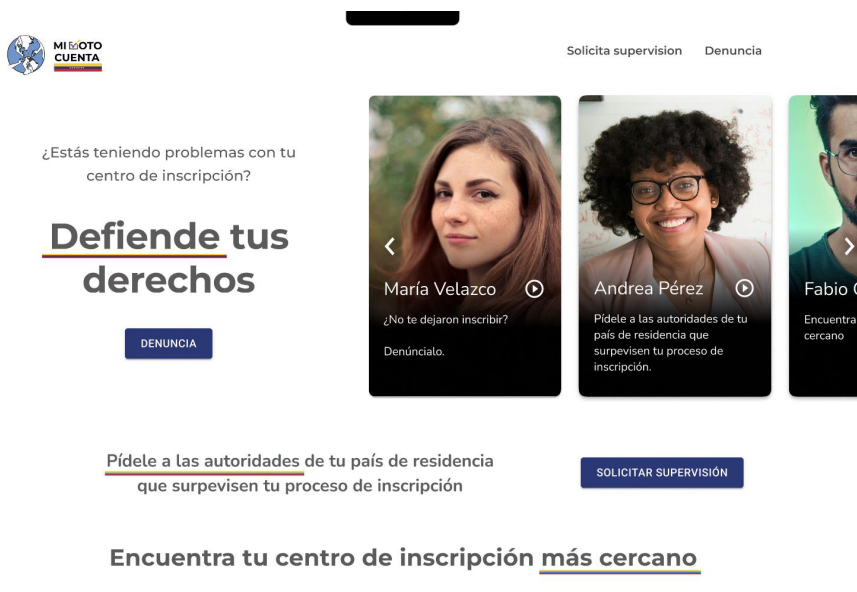 MI VOTO
CUENTA
Solicita supervision
Denuncia
¿Estás teniendo problemas con tu
centro de inscripción?
Defiende tus
derechos
DENUNCIA
María Velazco
¿No te dejaron inscribir?
Denúncialo.
Andrea Pérez
Pídele a las autoridades de tu
país de residencia que
surpevisen tu proceso de
inscripción.
Fabio
Encuentra
cercano
Pídele a las autoridades de tu país de residencia
que surpevisen tu proceso de inscripción
SOLICITAR SUPERVISIÓN
Encuentra tu centro de inscripción más cercano